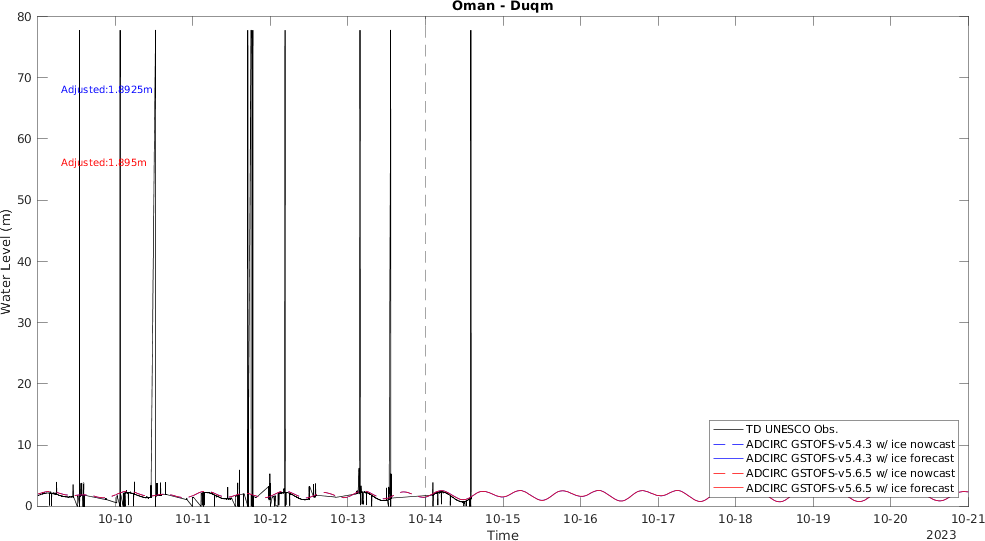 Oman - Duqm
80
70
60
50
40
30
20
10
0
Water Level (m)
Adjusted:1.8925m
Adjusted:1.895m
TD UNESCO Obs.
ADCIRC GSTOFS-v5.4.3 w/ ice nowcast
ADCIRC GSTOFS-v5.4.3 w/ ice forecast
ADCIRC GSTOFS-v5.6.5 w/ ice nowcast
ADCIRC GSTOFS-v5.6.5 w/ ice forecast
10-10 10-11 10-12 10-13 10-14 10-15 10-16 10-17 10-18 10-19 10-20 10-21
Time
2023